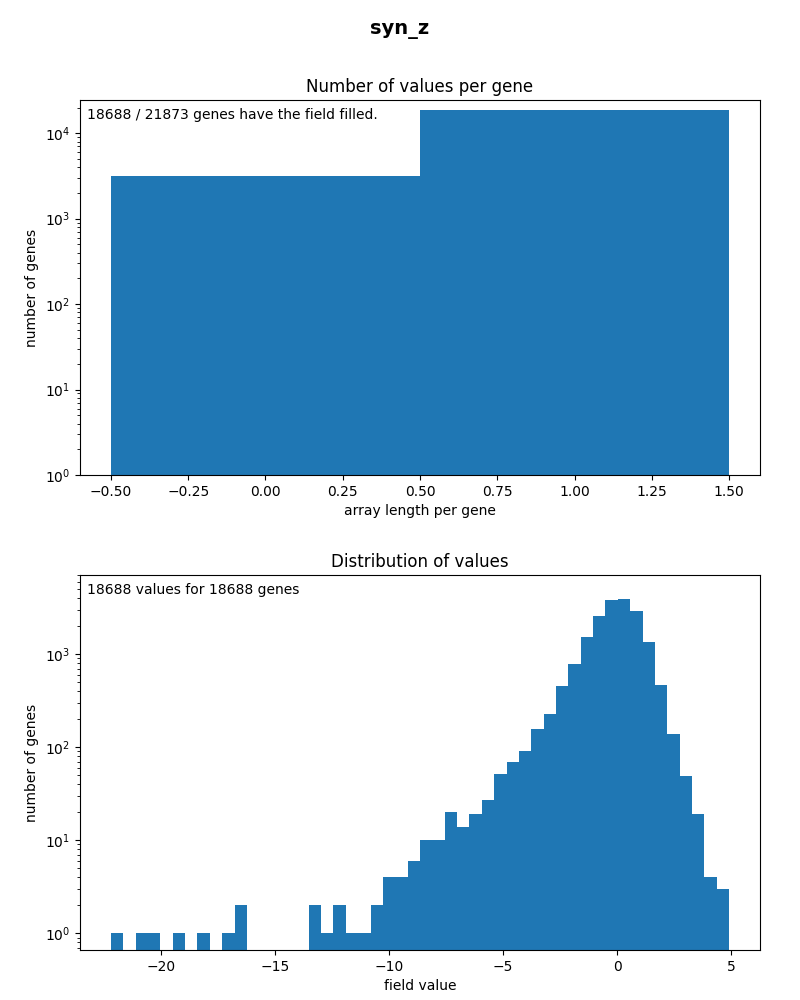 syn_z
Number of values per gene
18688 / 21873 genes have the field filled.
number of genes
10⁴
10³
10²
10¹
10⁰
−0.50 −0.25 0.00 0.25 0.50 0.75 1.00 1.25 1.50
array length per gene
Distribution of values
18688 values for 18688 genes
number of genes
10³
10²
10¹
10⁰
−20 −15 −10 −5 0 5
field value